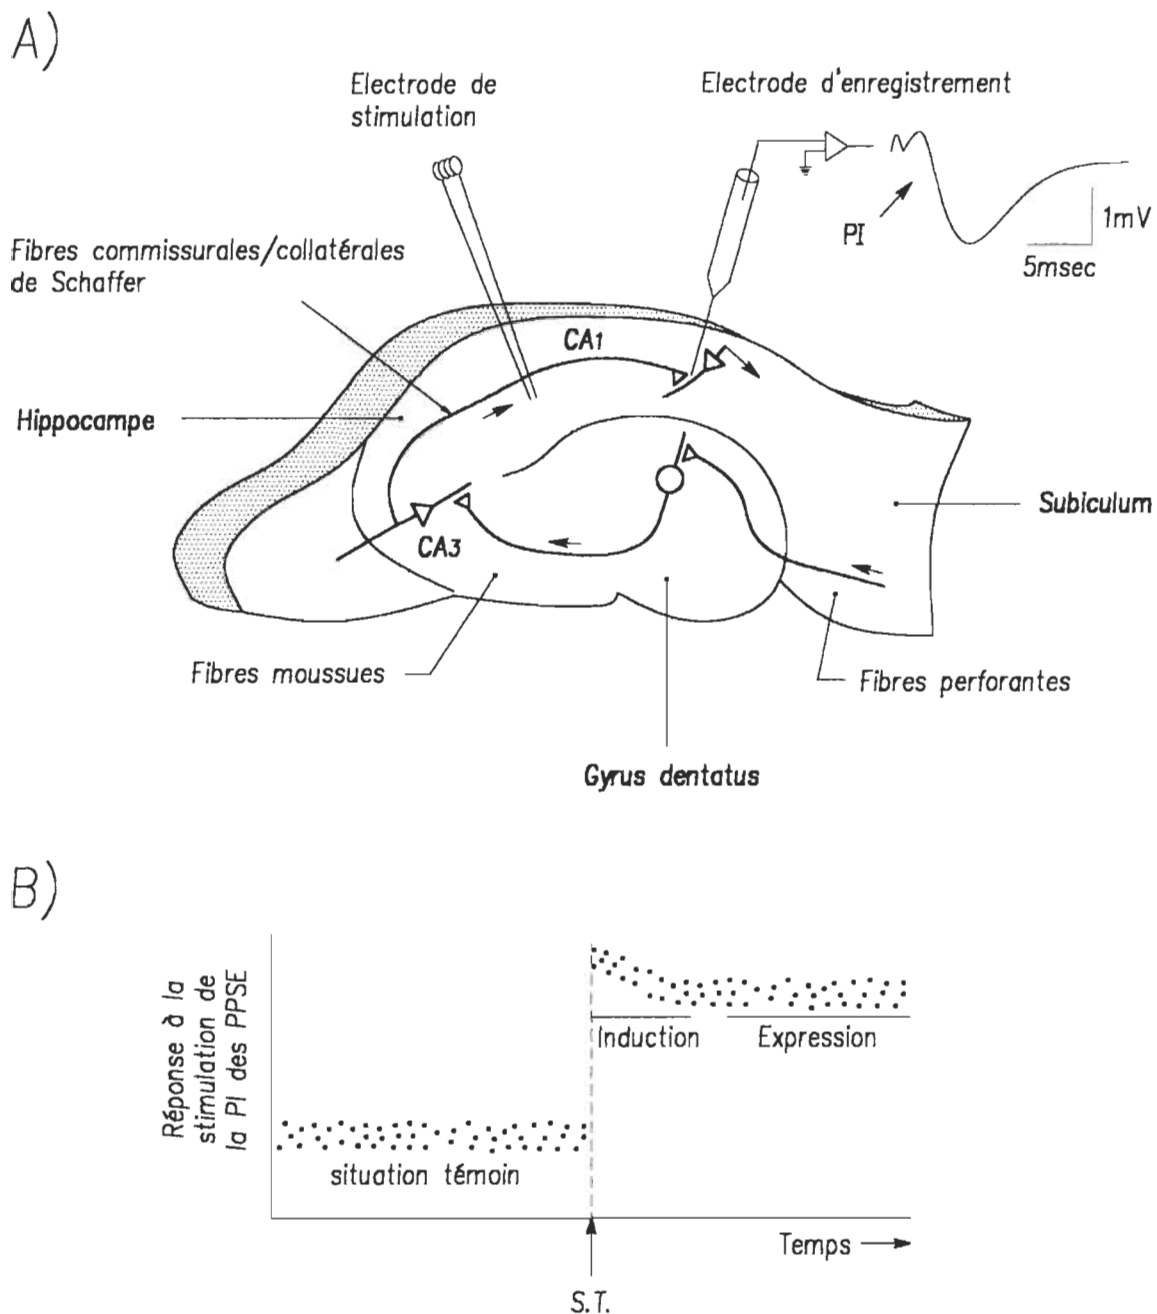 A)
Electrode de
stimulation
Electrode d'enregistrement
PI
1mV
5msec
Fibres commissurales/collatérales
de Schaffer
CA1
Hippocampe
Subiculum
CA3
Fibres moussues
Fibres perforantes
Gyrus dentatus
B)
Réponse à la
stimulation de
la PI des PPSE
Induction
Expression
situation témoin
Temps
S.T.